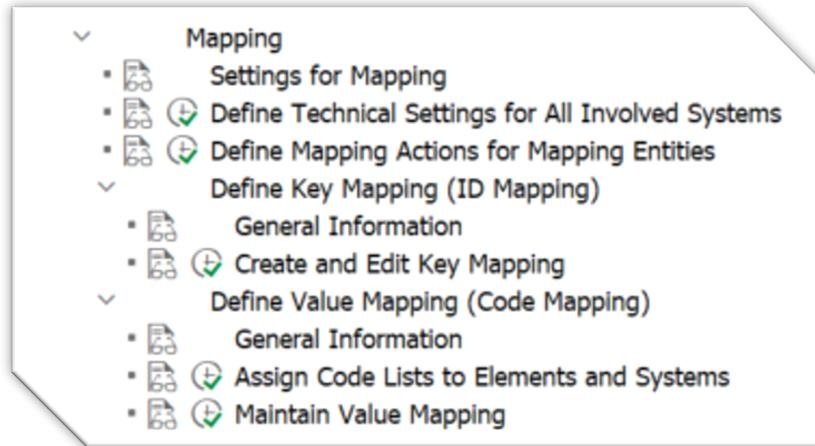 Mapping
Settings for Mapping
Define Technical Settings for All Involved Systems
Define Mapping Actions for Mapping Entities
Define Key Mapping (ID Mapping)
General Information
Create and Edit Key Mapping
Define Value Mapping (Code Mapping)
General Information
Assign Code Lists to Elements and Systems
Maintain Value Mapping